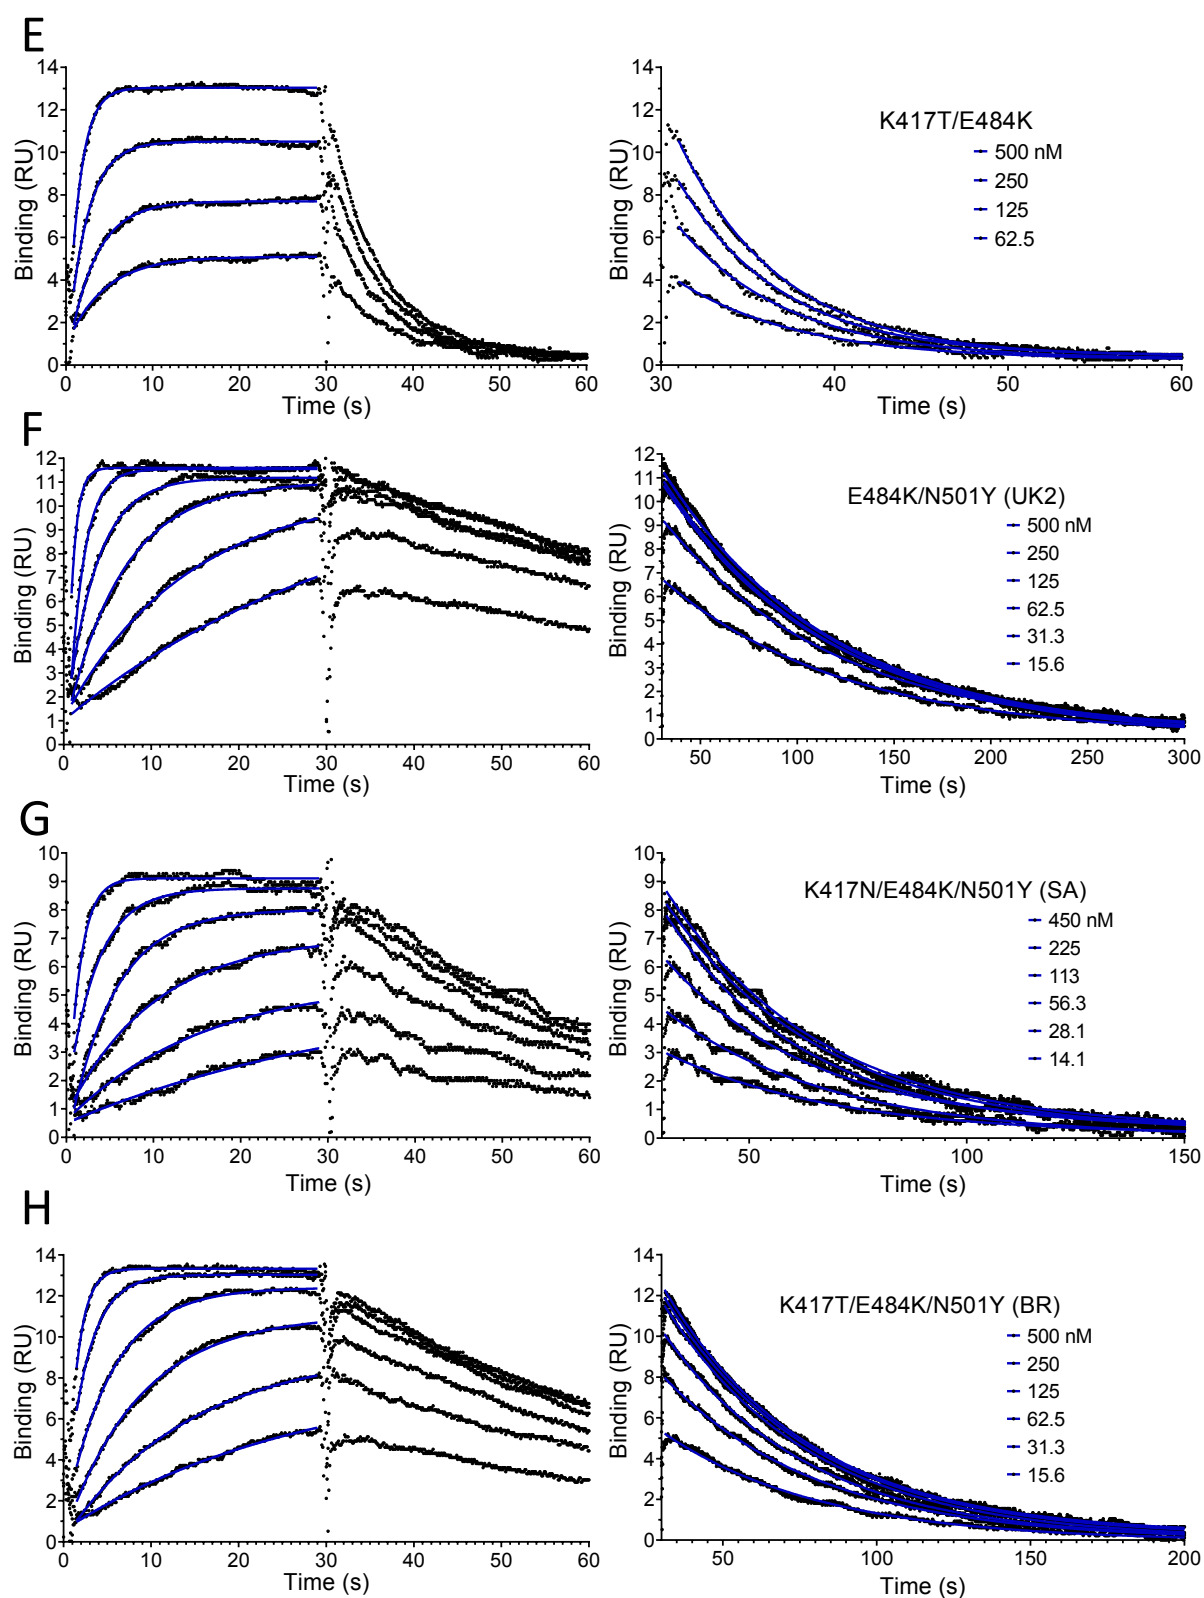 E
14
12
10
8
6
4
2
0
Binding (RU)
0 10 20 30 40 50 60
Time (s)
14
12
10
8
6
4
2
0
Binding (RU)
K417T/E484K
500 nM
250
125
62.5
30 40 50 60
Time (s)
F
12
11
10
9
8
7
6
5
4
3
2
1
0
Binding (RU)
0 10 20 30 40 50 60
Time (s)
12
11
10
9
8
7
6
5
4
3
2
1
0
Binding (RU)
E484K/N501Y (UK2)
500 nM
250
125
62.5
31.3
15.6
50 100 150 200 250 300
Time (s)
G
10
9
8
7
6
5
4
3
2
1
0
Binding (RU)
0 10 20 30 40 50 60
Time (s)
10
9
8
7
6
5
4
3
2
1
0
Binding (RU)
K417N/E484K/N501Y (SA)
450 nM
225
113
56.3
28.1
14.1
50 100 150
Time (s)
H
14
12
10
8
6
4
2
0
Binding (RU)
0 10 20 30 40 50 60
Time (s)
14
12
10
8
6
4
2
0
Binding (RU)
K417T/E484K/N501Y (BR)
500 nM
250
125
62.5
31.3
15.6
50 100 150 200
Time (s)